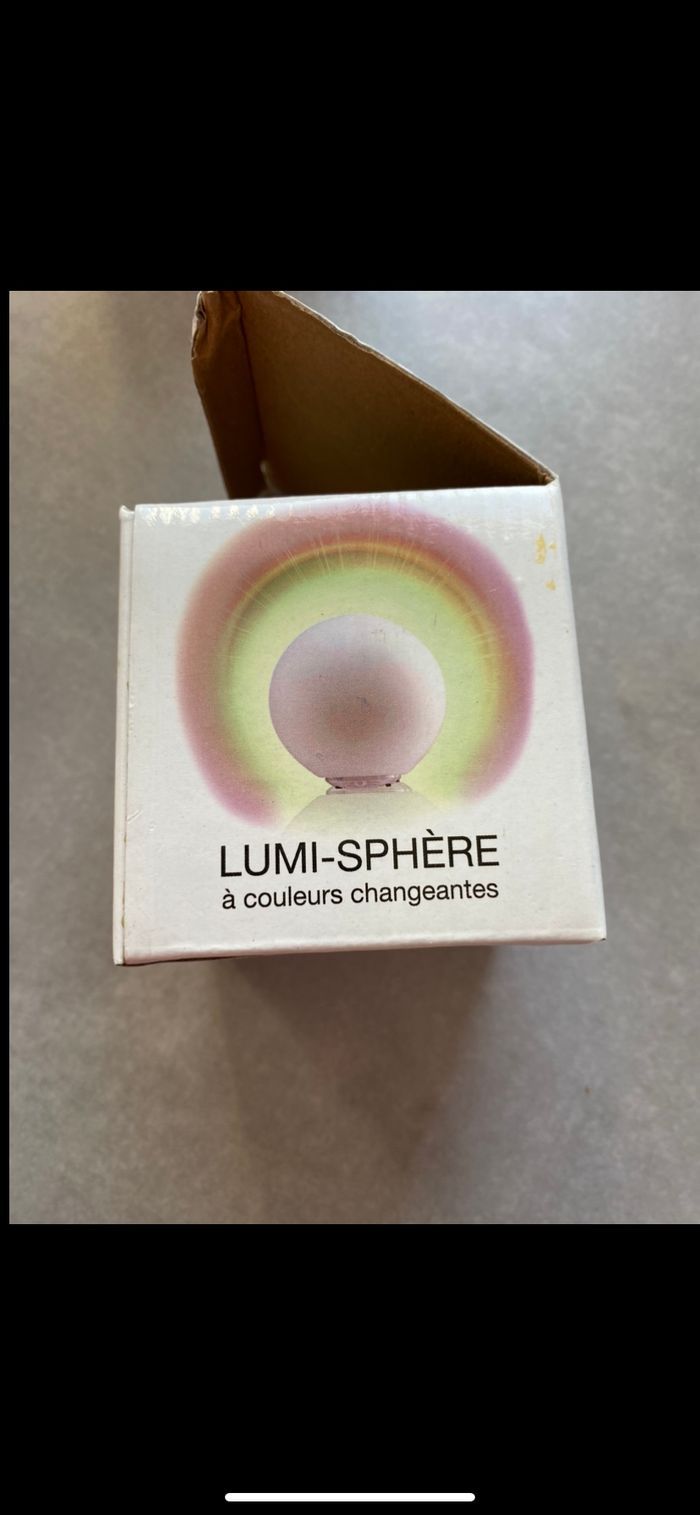 LUMI-SPHÈRE
à couleurs changeantes